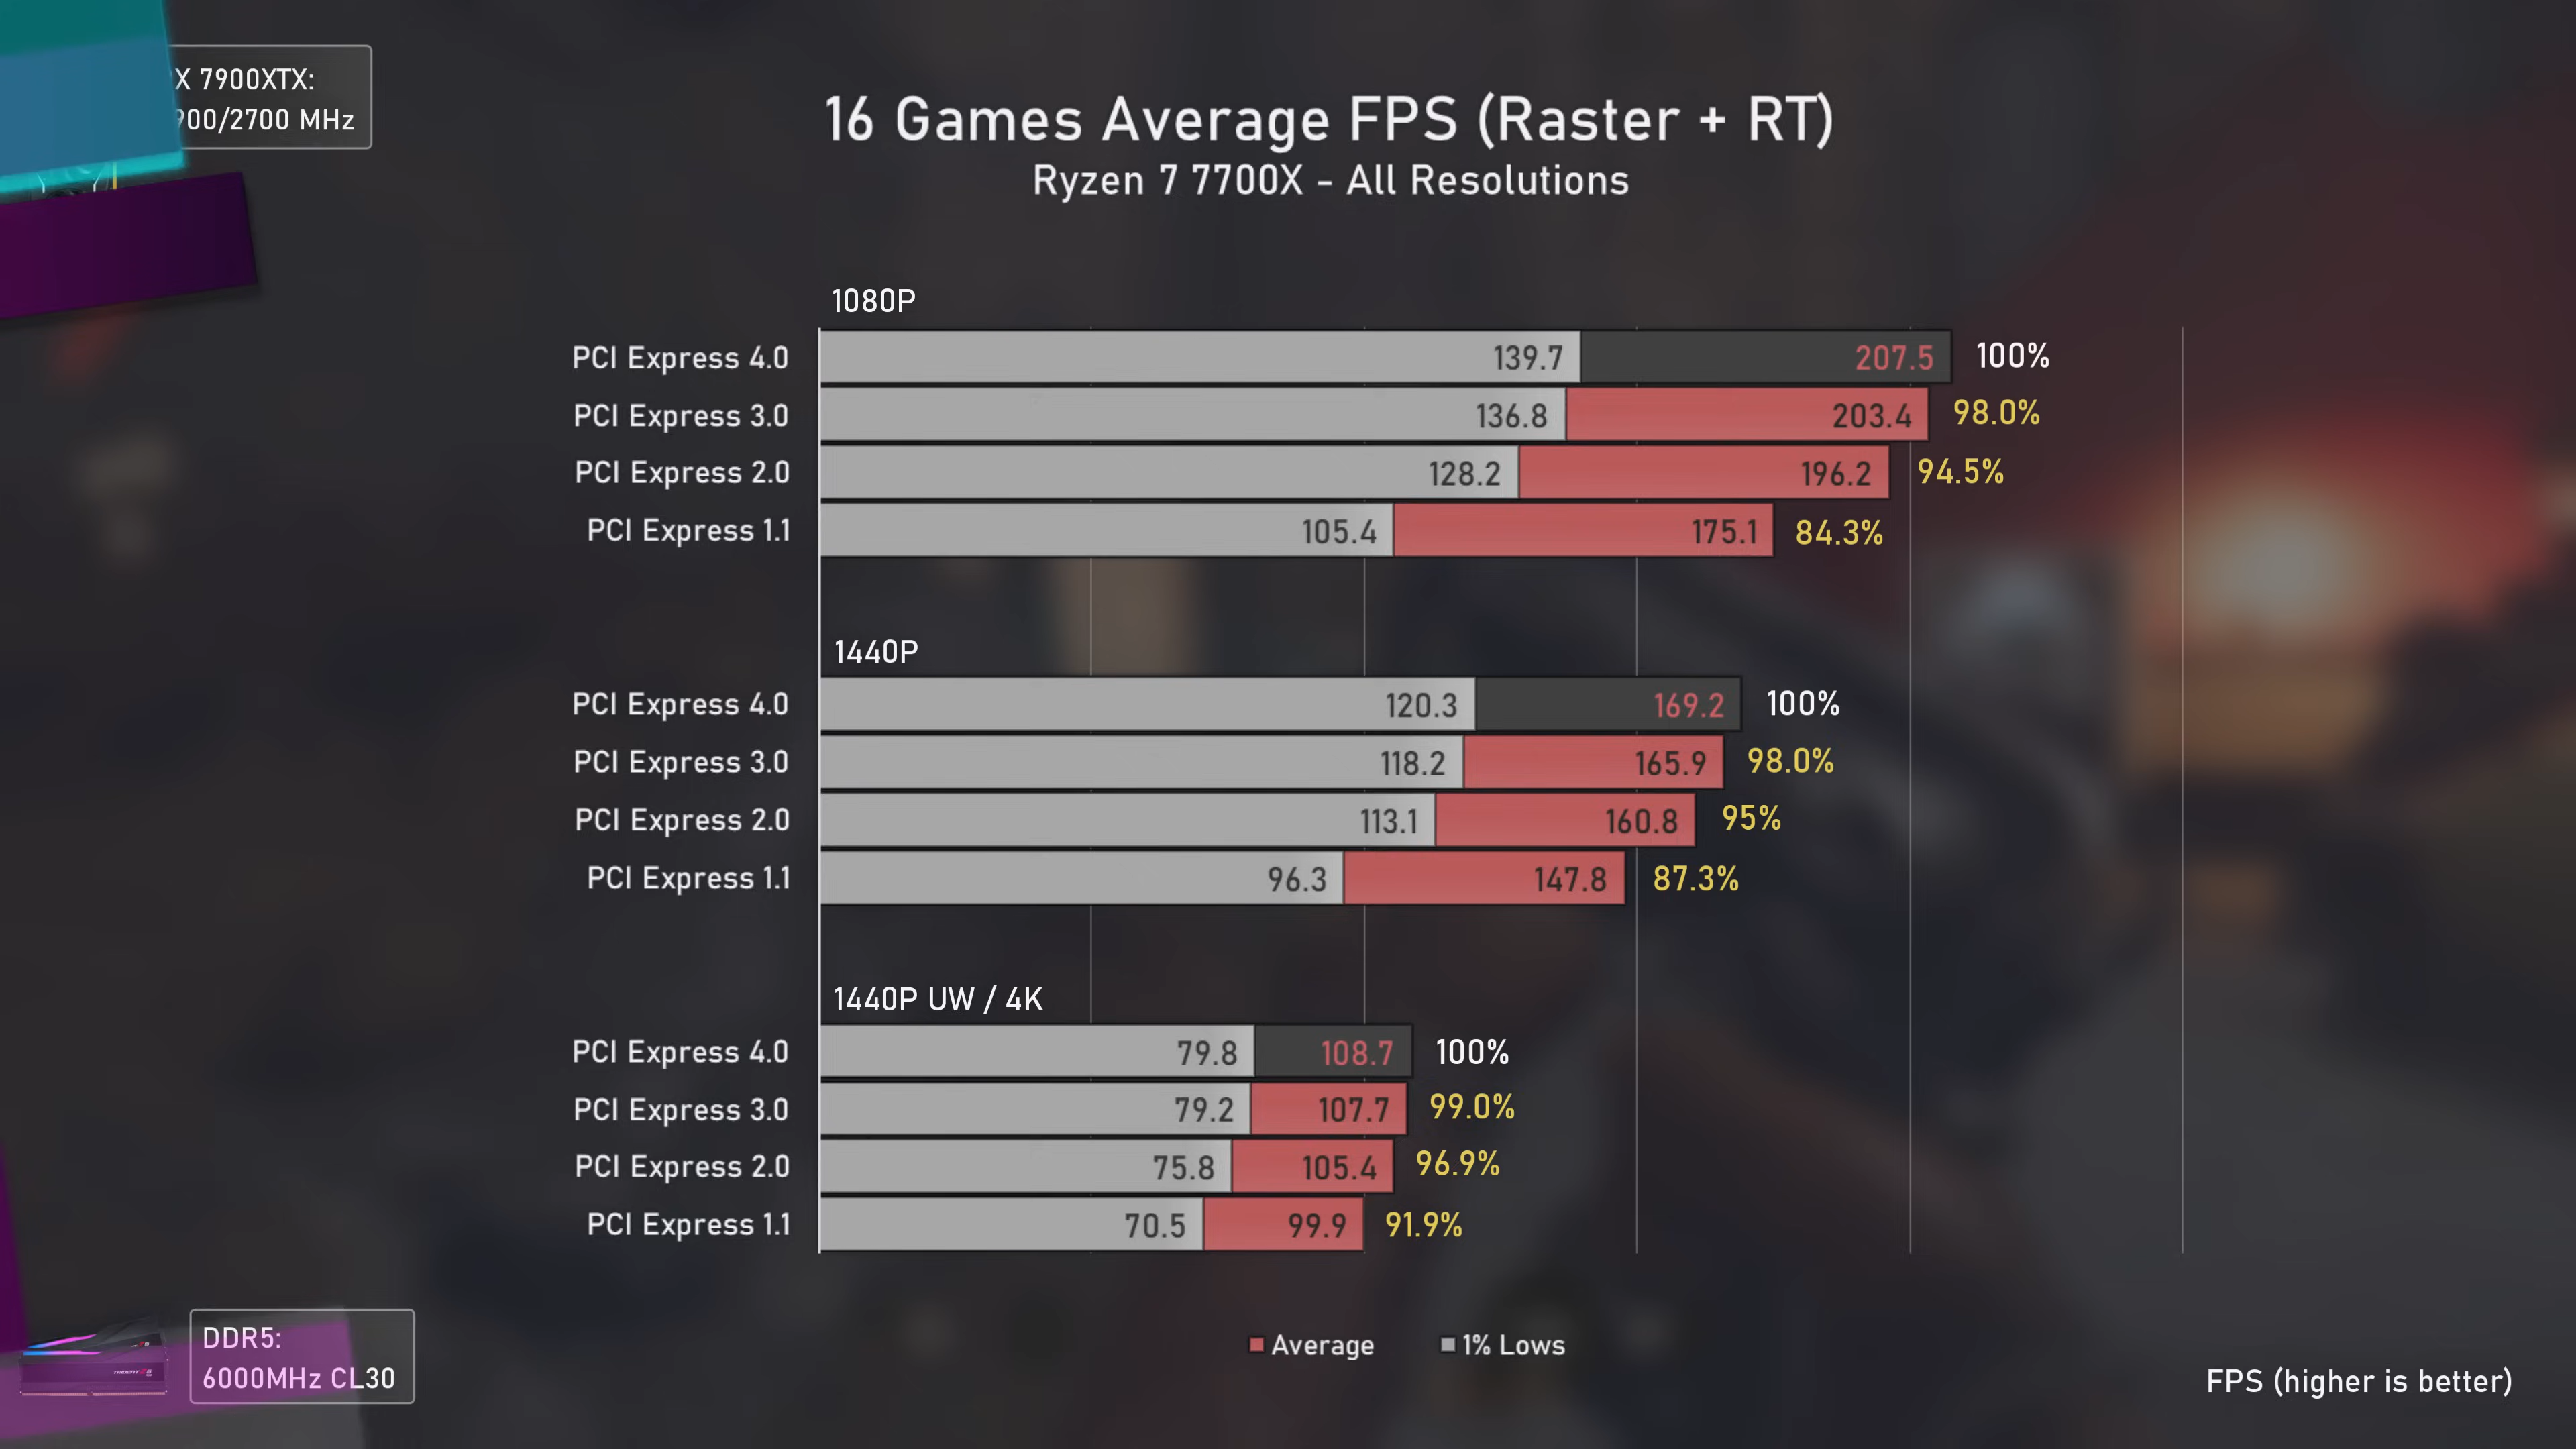 X 7900XTX:
900/2700 MHz
16 Games Average FPS (Raster + RT)
Ryzen 7 7700X - All Resolutions
1080P
PCI Express 4.0 139.7 207.5 100%
PCI Express 3.0 136.8 203.4 98.0%
PCI Express 2.0 128.2 196.2 94.5%
PCI Express 1.1 105.4 175.1 84.3%
1440P
PCI Express 4.0 120.3 169.2 100%
PCI Express 3.0 118.2 165.9 98.0%
PCI Express 2.0 113.1 160.8 95%
PCI Express 1.1 96.3 147.8 87.3%
1440P UW / 4K
PCI Express 4.0 79.8 108.7 100%
PCI Express 3.0 79.2 107.7 99.0%
PCI Express 2.0 75.8 105.4 96.9%
PCI Express 1.1 70.5 99.9 91.9%
DDR5:
6000MHz CL30
Average 1% Lows
FPS (higher is better)